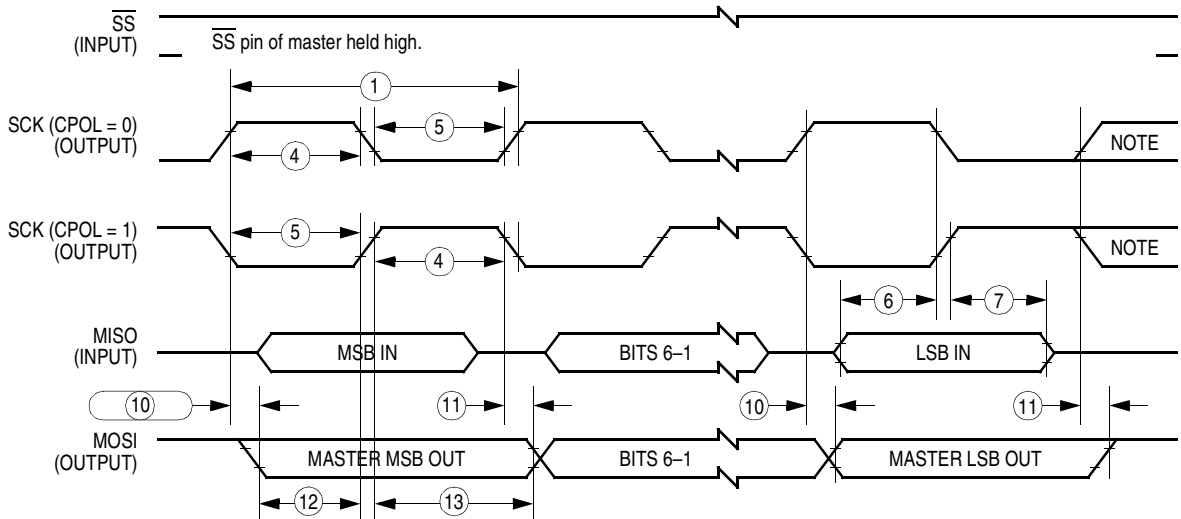 SS
(INPUT)
SS pin of master held high.
1
SCK (CPOL = 0)
(OUTPUT)
5
4
NOTE
SCK (CPOL = 1)
(OUTPUT)
5
4
NOTE
6
7
MISO
(INPUT)
MSB IN
BITS 6–1
LSB IN
10
11
10
11
MOSI
(OUTPUT)
MASTER MSB OUT
BITS 6–1
MASTER LSB OUT
12
13